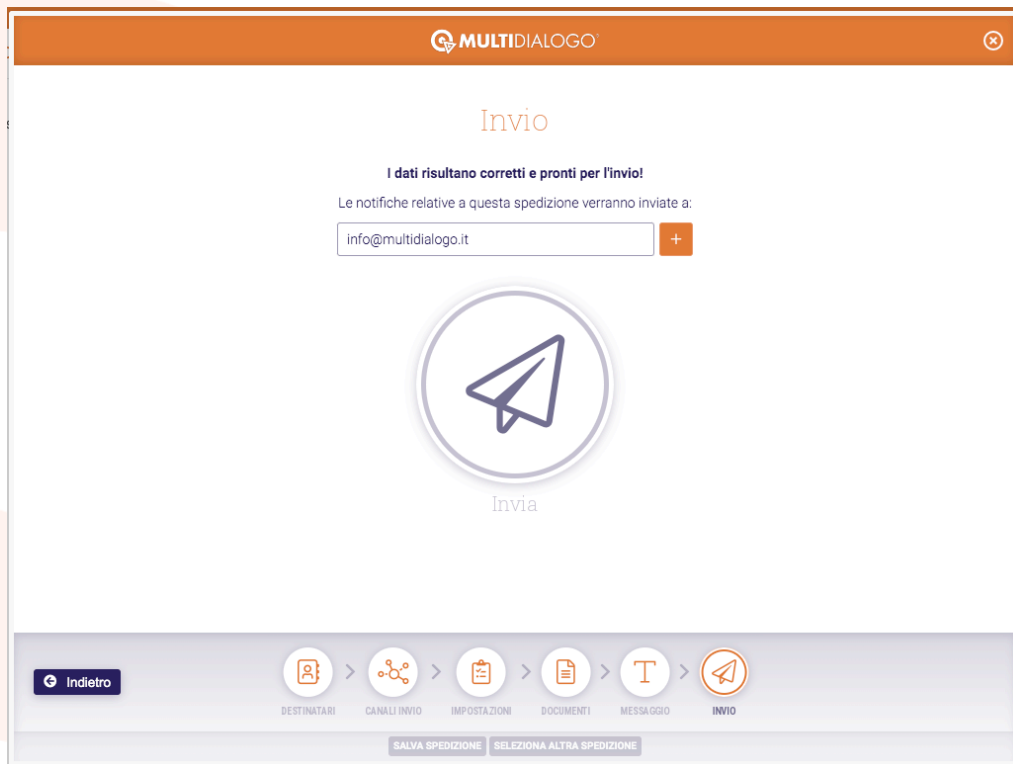 MULTIDIALOGO
Invio
I dati risultano corretti e pronti per l'invio!
Le notifiche relative a questa spedizione verranno inviate a:
info@multidialogo.it
+
Invia
Indietro
DESTINATARI
CANALI INVIO
IMPOSTAZIONI
DOCUMENTI
MESSAGGIO
INVIO
SALVA SPEDIZIONE
SELEZIONA ALTRA SPEDIZIONE